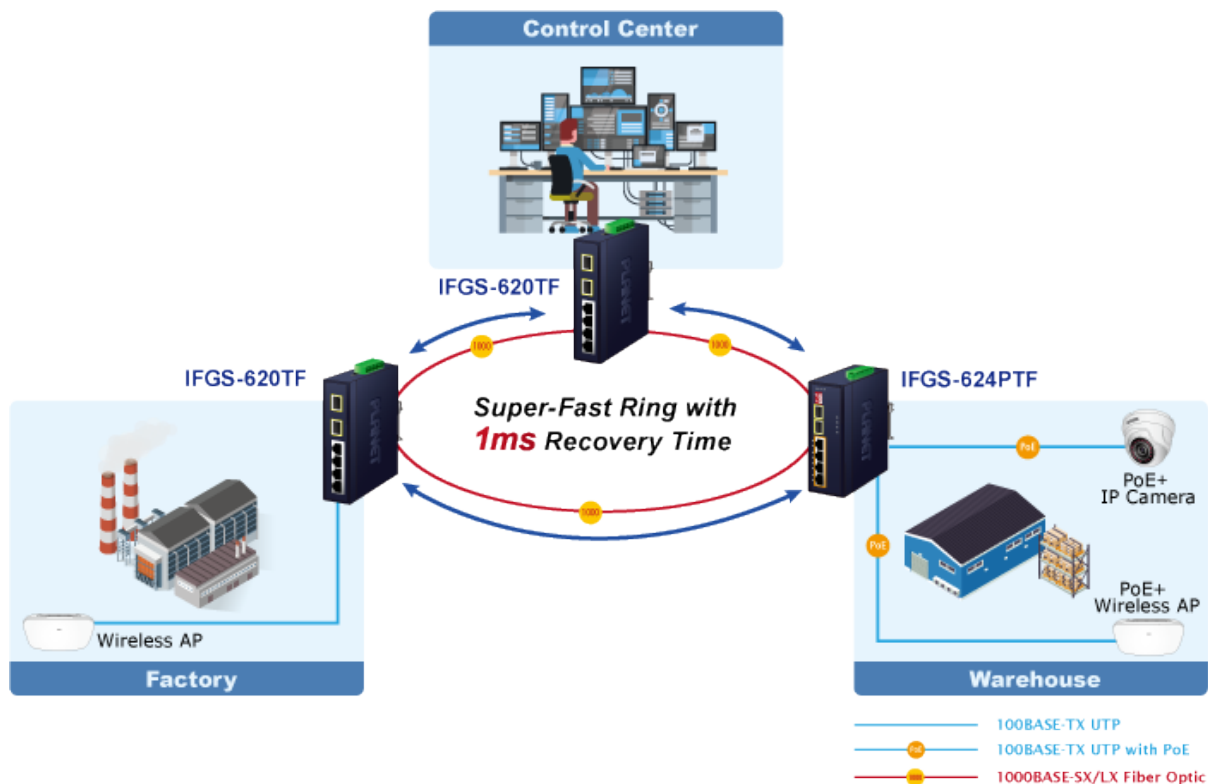 Control Center
IFGS-620TF
PLANET
1000
1000
IFGS-620TF
PLANET
IFGS-624PTF
Super-Fast Ring with
1ms Recovery Time
1000
PoE
PoE+
IP Camera
PoE
PoE+
Wireless AP
Wireless AP
Factory
Warehouse
100BASE-TX UTP
PoE
100BASE-TX UTP with PoE
1000BASE-SX/LX Fiber Optic